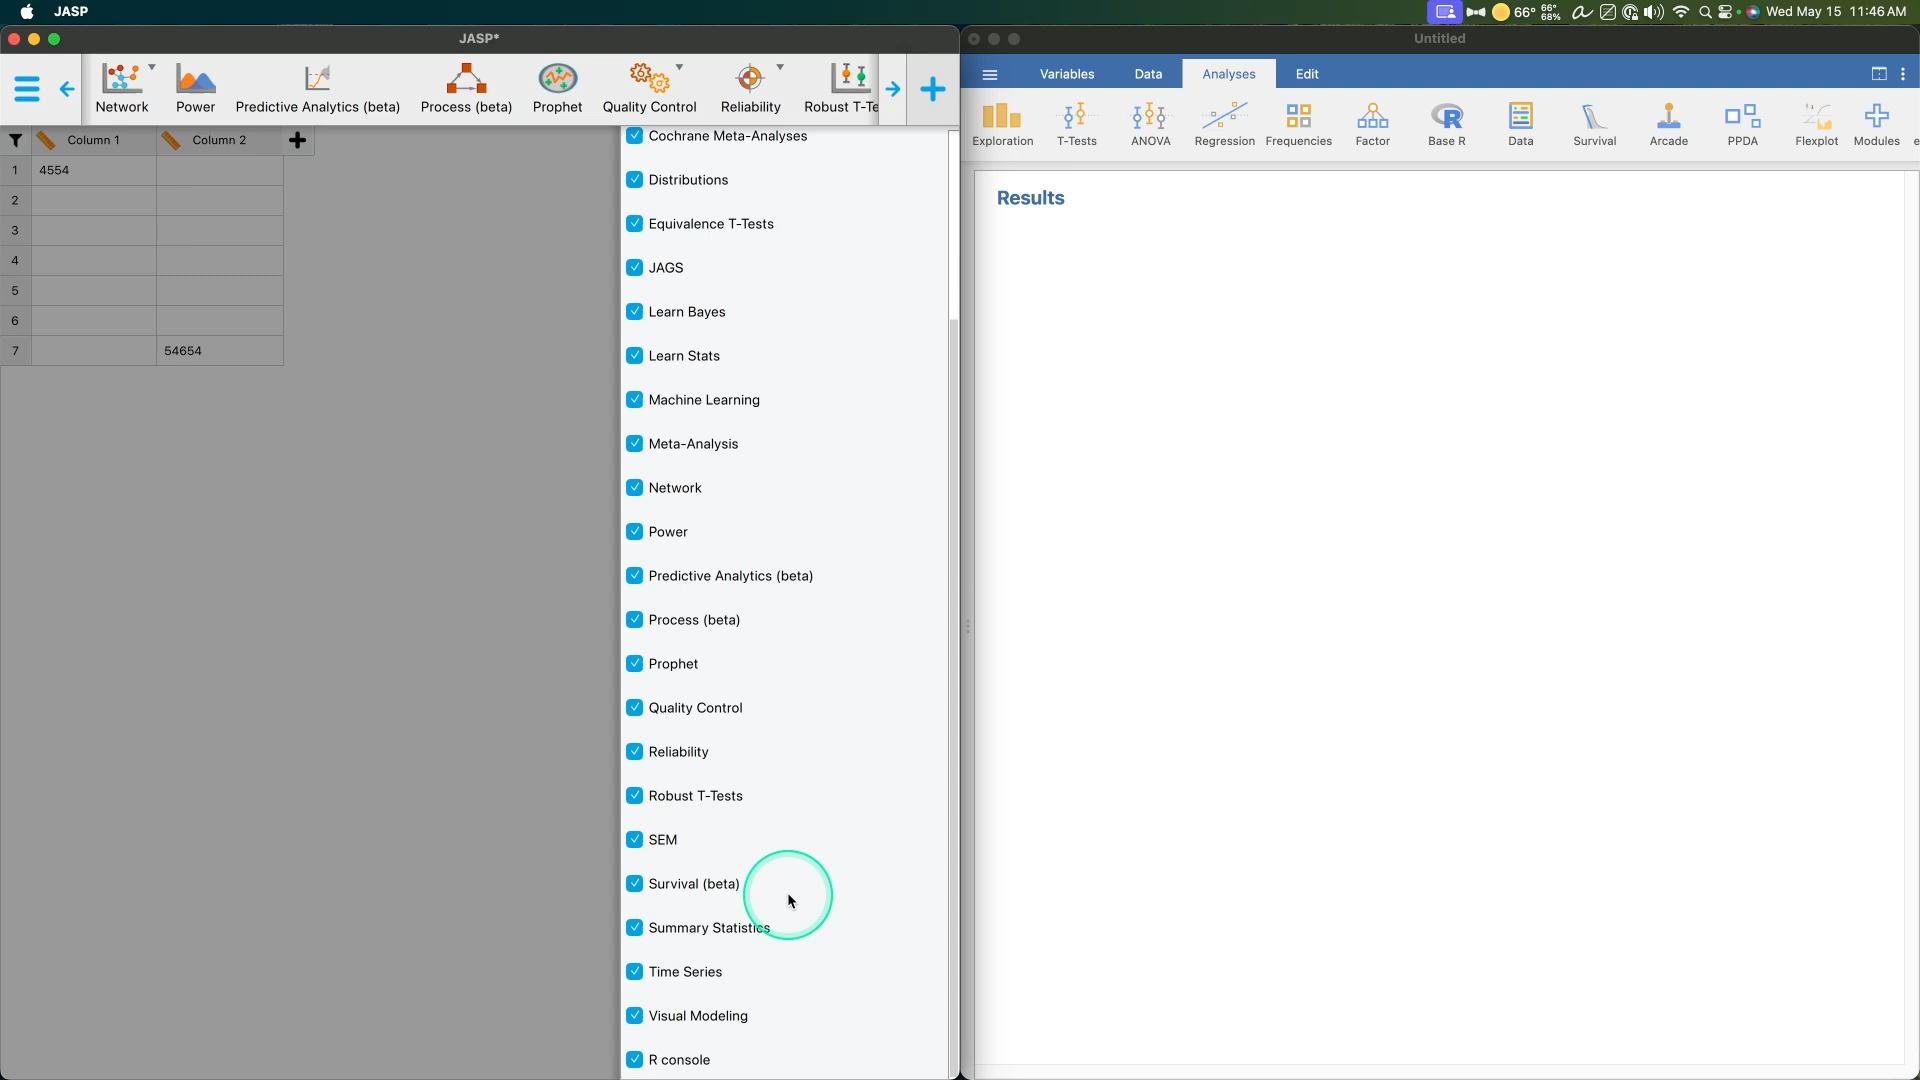 JASP
66° 66° 68% Wed May 15 11:46 AM
JASP*
Network
Power
Predictive Analytics (beta)
Process (beta)
Prophet
Quality Control
Reliability
Robust T-Te
Column 1
Column 2
1 4554
2
3
4
5
6
7 54654
Cochrane Meta-Analyses
Distributions
Equivalence T-Tests
JAGS
Learn Bayes
Learn Stats
Machine Learning
Meta-Analysis
Network
Power
Predictive Analytics (beta)
Process (beta)
Prophet
Quality Control
Reliability
Robust T-Tests
SEM
Survival (beta)
Summary Statistics
Time Series
Visual Modeling
R console
Untitled
Variables Data Analyses Edit
Exploration T-Tests ANOVA Regression Frequencies Factor Base R Data Survival Arcade PPDA Flexplot Modules e
Results